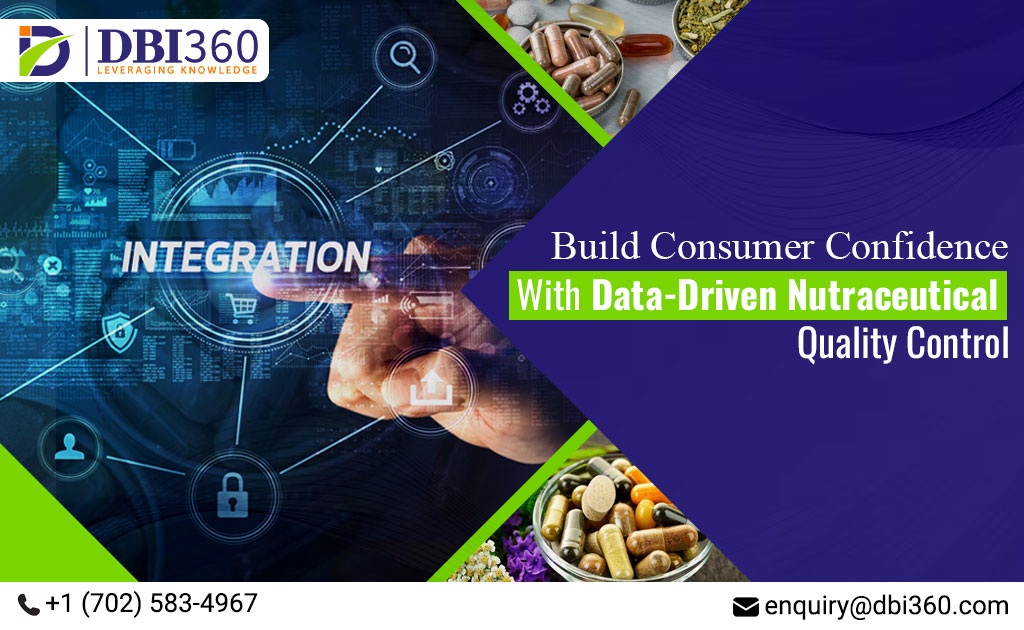 DBI360
LEVERAGING KNOWLEDGE
INTEGRATION
Build Consumer Confidence
With Data-Driven Nutraceutical
Quality Control
+1 (702) 583-4967
enquiry@dbi360.com